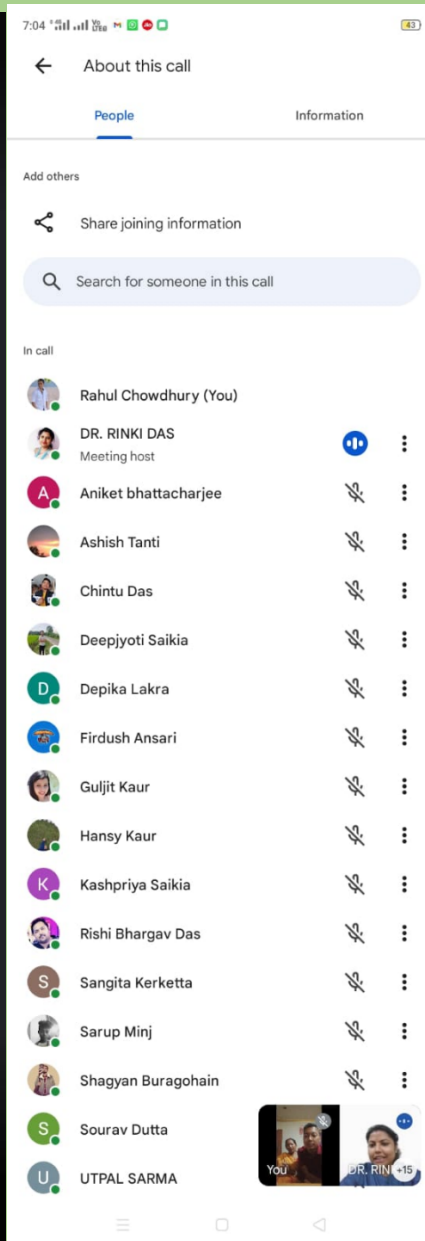 7:04
43
About this call
People Information
Add others
Share joining information
Search for someone in this call
In call
Rahul Chowdhury (You)
DR. RINKI DAS
Meeting host
A Aniket bhattacharjee
Ashish Tanti
Chintu Das
Deepjyoti Saikia
D Depika Lakra
Firdush Ansari
Guljit Kaur
Hansy Kaur
K Kashpriya Saikia
Rishi Bhargav Das
S Sangita Kerketta
Sarup Minj
Shagyan Buragohain
S Sourav Dutta
You DR. RIN +15
U UTPAL SARMA